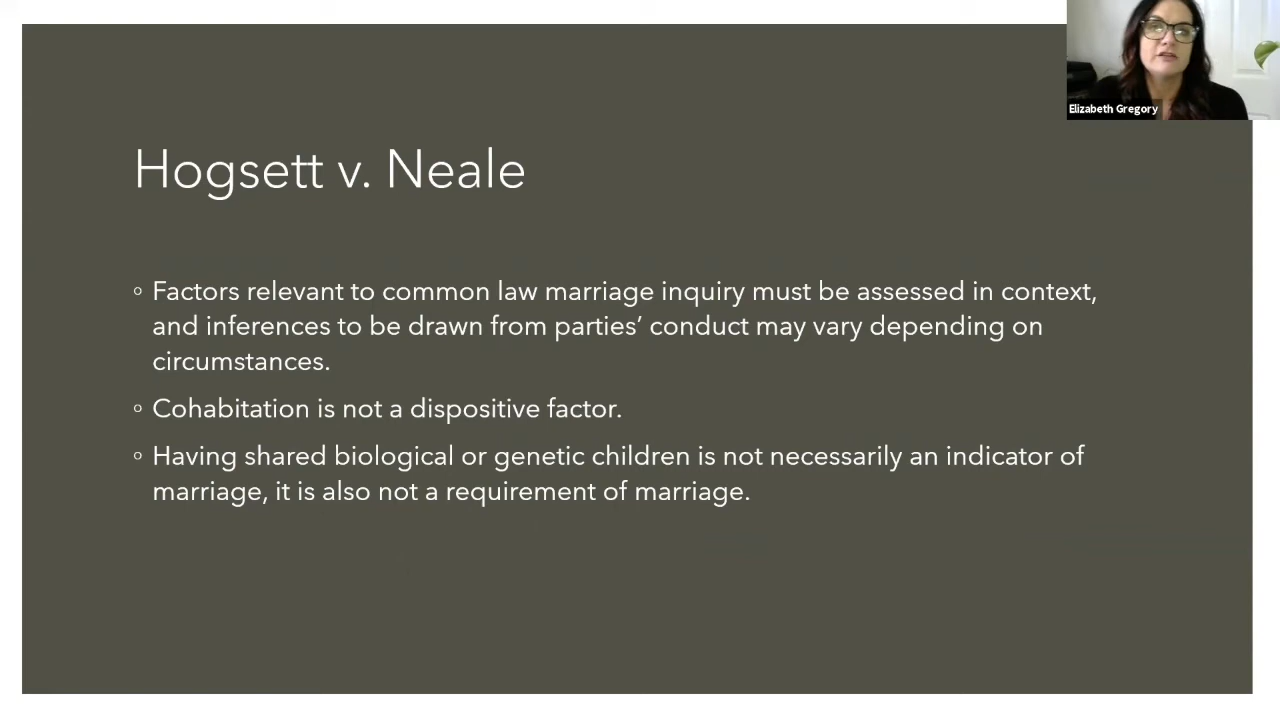 Elizabeth Gregory
Hogsett v. Neale
Factors relevant to common law marriage inquiry must be assessed in context,
and inferences to be drawn from parties’ conduct may vary depending on
circumstances.
Cohabitation is not a dispositive factor.
Having shared biological or genetic children is not necessarily an indicator of
marriage, it is also not a requirement of marriage.